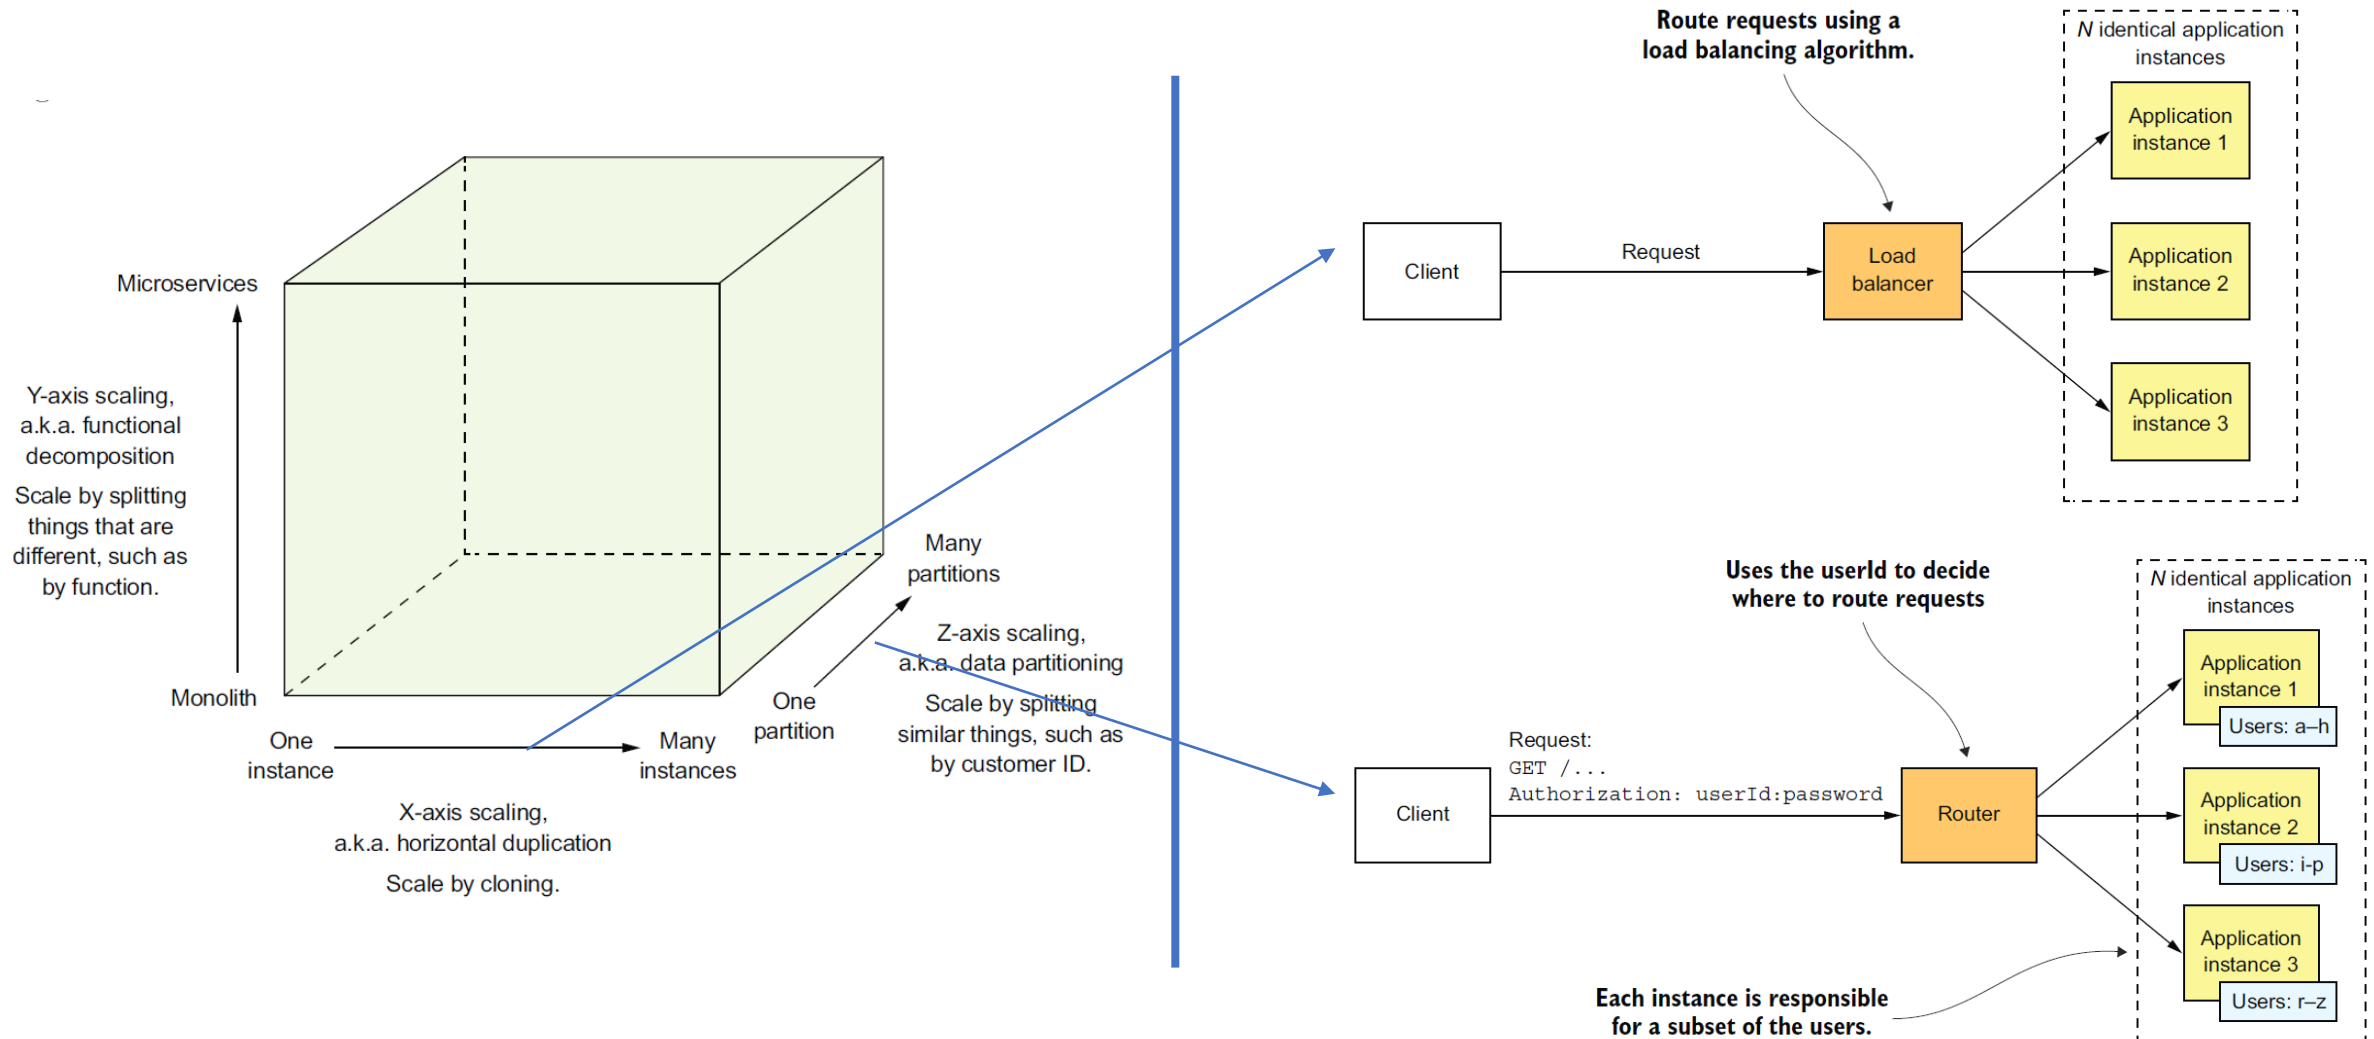 Microservices
Y-axis scaling,
a.k.a. functional
decomposition
Scale by splitting
things that are
different, such as
by function.
Monolith
One
instance
Many
instances
X-axis scaling,
a.k.a. horizontal duplication
Scale by cloning.
One
partition
Many
partitions
Z-axis scaling,
a.k.a. data partitioning
Scale by splitting
similar things, such as
by customer ID.
Route requests using a
load balancing algorithm.
Client
Request
Load
balancer
N identical application
instances
Application
instance 1
Application
instance 2
Application
instance 3
Uses the userId to decide
where to route requests
Client
Request:
GET /...
Authorization: userId:password
Router
N identical application
instances
Application
instance 1
Users: a–h
Application
instance 2
Users: i-p
Application
instance 3
Users: r–z
Each instance is responsible
for a subset of the users.